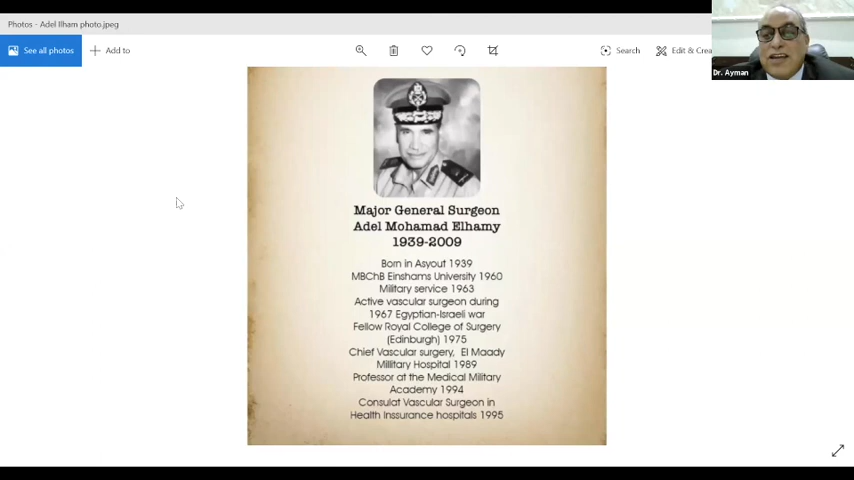 Photos - Adel Ilham photo.jpeg
See all photos
Add to
Search
Edit & Crea
Dr. Ayman
Major General Surgeon
Adel Mohamad Elhamy
1939-2009
Born in Asyout 1939
MBChB Einshams University 1960
Military service 1963
Active vascular surgeon during
1967 Egyptian-Israeli war
Fellow Royal College of Surgery
(Edinburgh) 1975
Chief Vascular surgery, El Maady
Millitary Hospital 1989
Professor at the Medical Military
Academy 1994
Consulat Vascular Surgeon in
Health Inssurance hospitals 1995